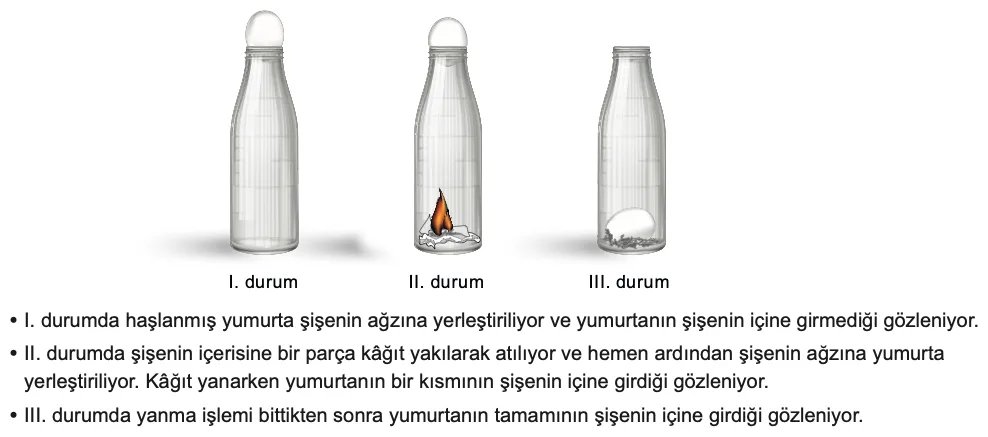 I. durum II. durum III. durum
• I. durumda haşlanmış yumurta şişenin ağzına yerleştiriliyor ve yumurtanın şişenin içine girmediği gözleniyor.
• II. durumda şişenin içerisine bir parça kâğıt yakılarak atılıyor ve hemen ardından şişenin ağzına yumurta
yerleştiriliyor. Kâğıt yanarken yumurtanın bir kısmının şişenin içine girdiği gözleniyor.
• III. durumda yanma işlemi bittikten sonra yumurtanın tamamının şişenin içine girdiği gözleniyor.